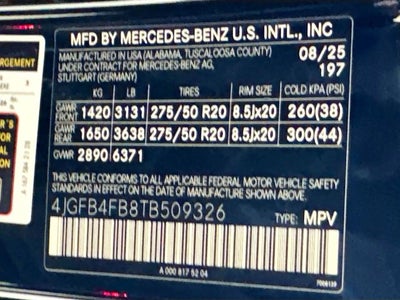 MFD BY MERCEDES-BENZ U.S. INTL., INC
MANUFACTURED IN USA (ALABAMA, TUSCALOOSA COUNTY) 08/25
UNDER CONTRACT FOR MERCEDES-BENZ AG, 197
STUTTGART (GERMANY)
KG LB TIRES RIM SIZE COLD KPA (PSI)
GAWR FRONT 1420 3131 275/50 R20 8.5Jx20 260(38)
GAWR REAR 1650 3638 275/50 R20 8.5Jx20 300(44)
GVWR 2890 6371
THIS VEHICLE CONFORMS TO ALL APPLICABLE FEDERAL MOTOR VEHICLE SAFETY
STANDARDS IN EFFECT ON THE DATE OF MANUFACTURE SHOWN ABOVE.
4JGFB4FB8TB509326 TYPE: MPV
A 000 817 52 04